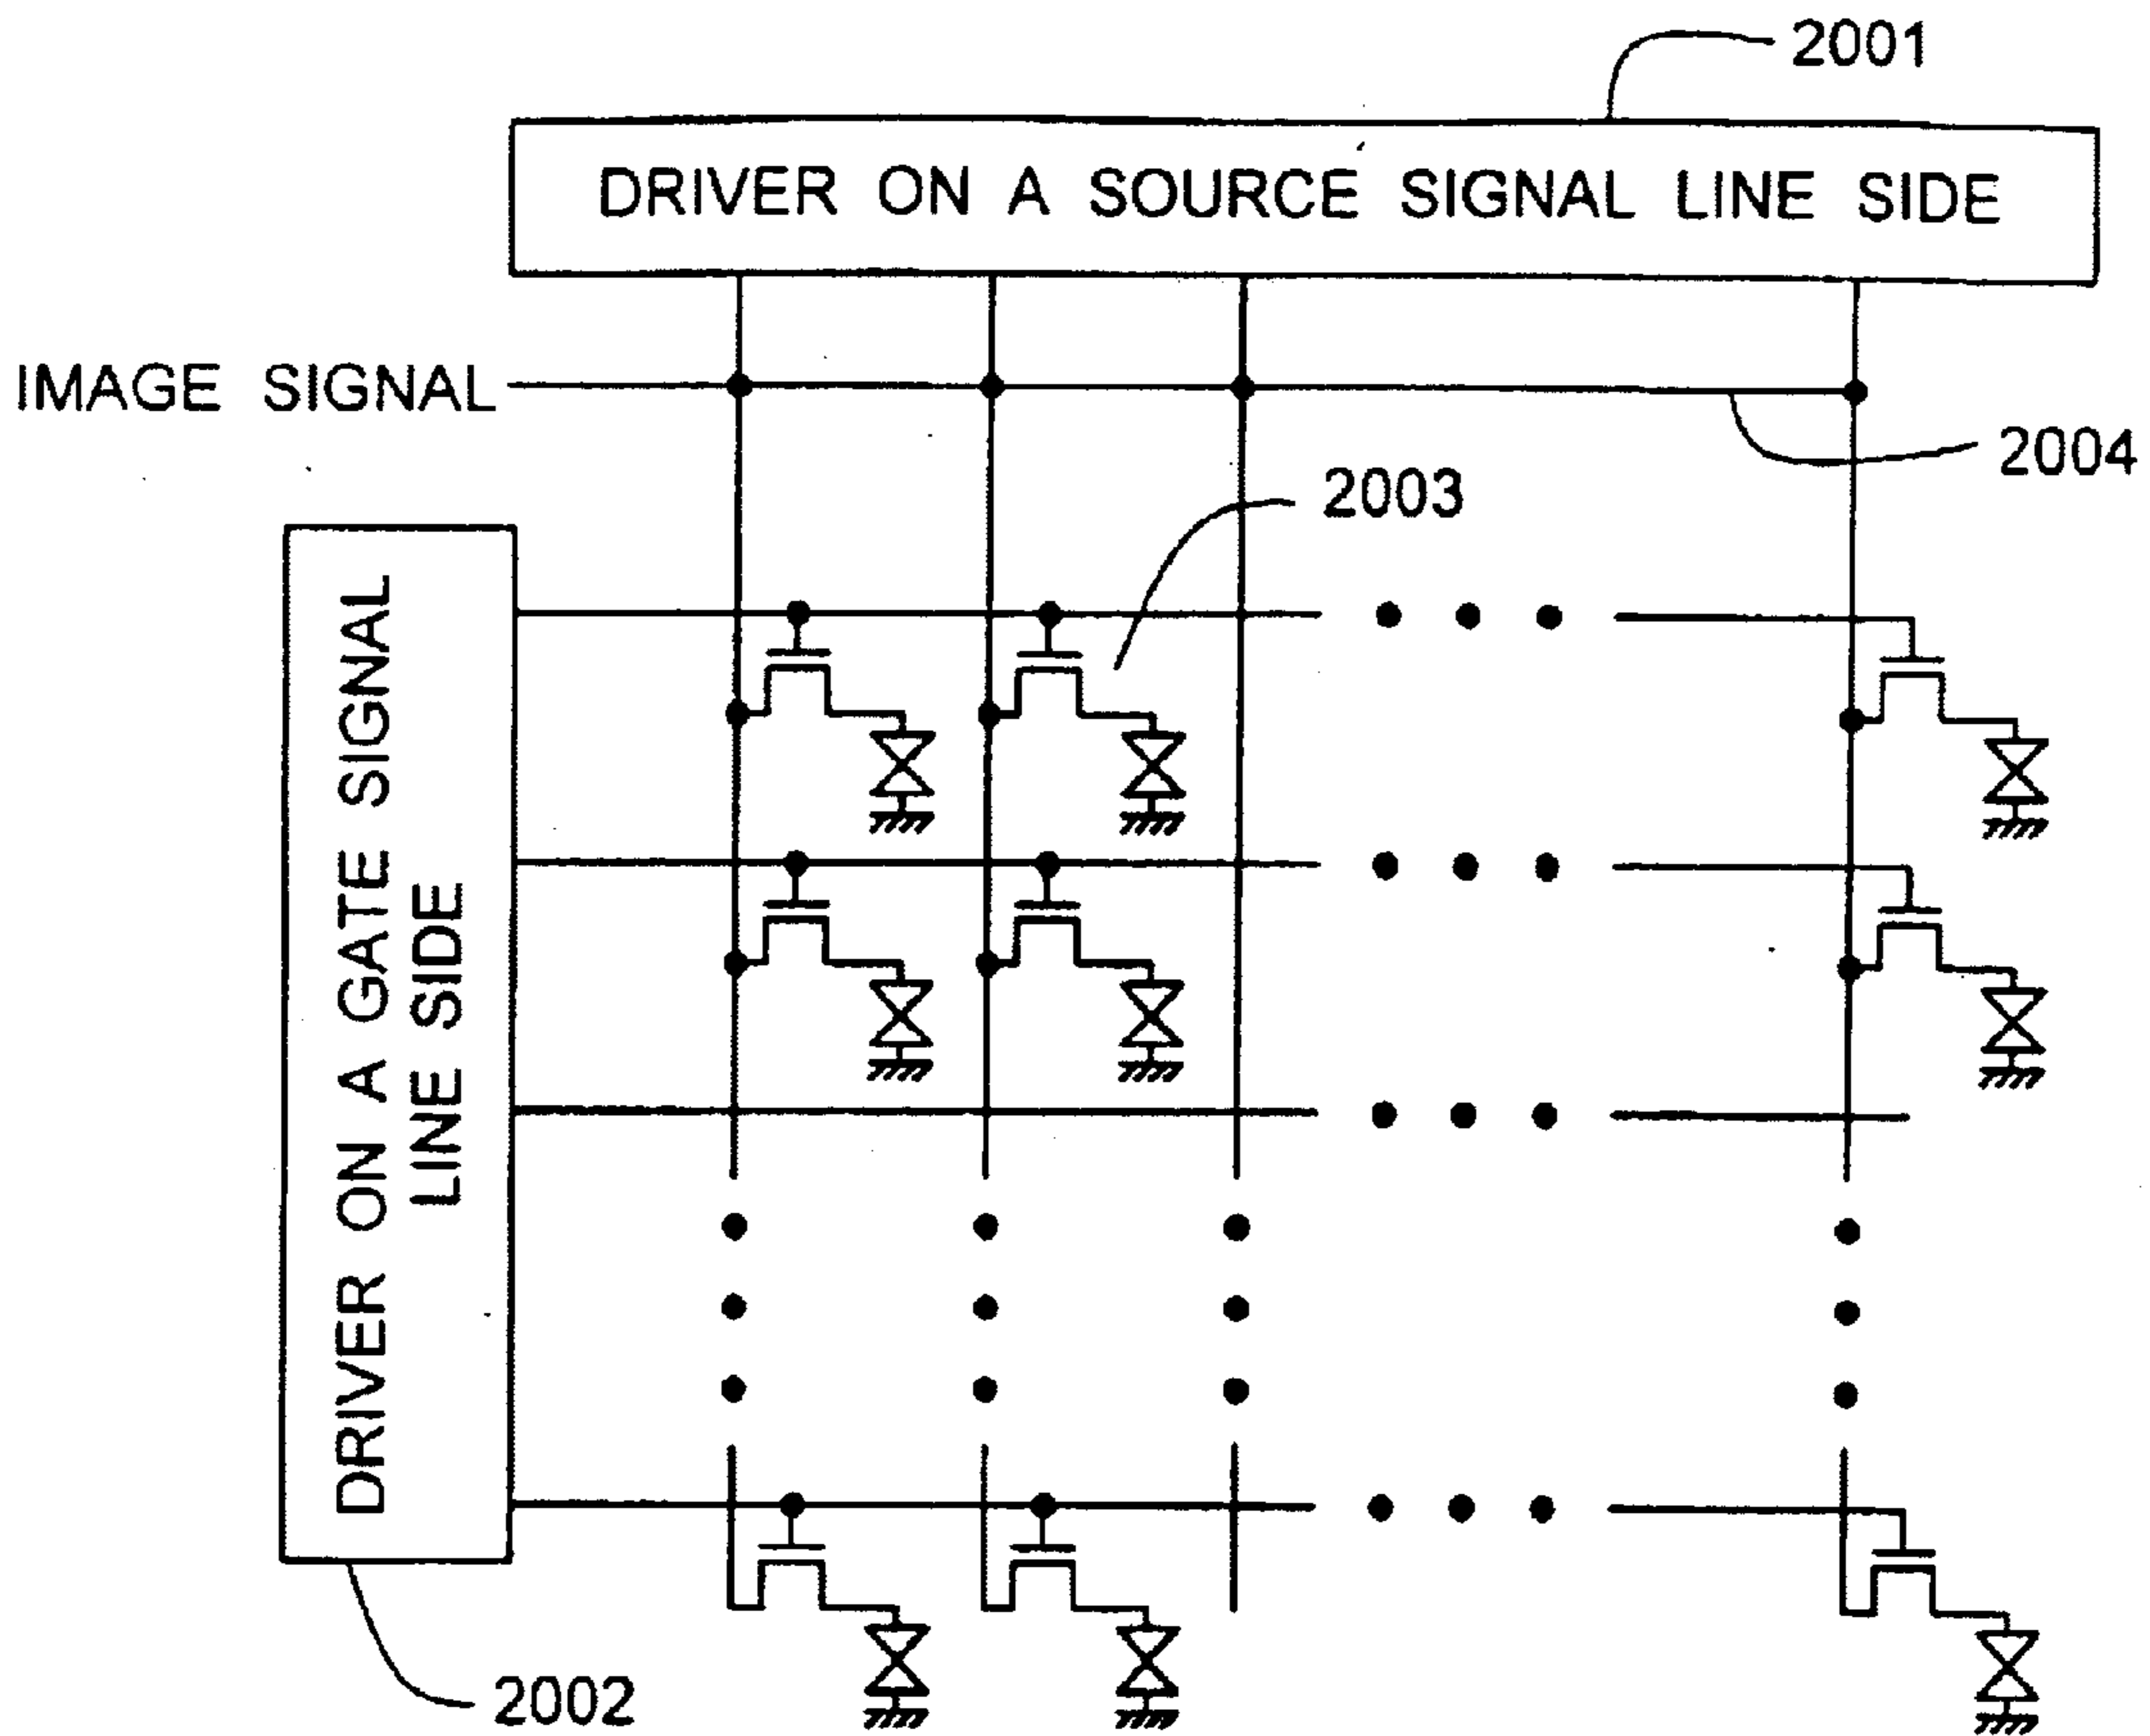 2001
DRIVER ON A SOURCE SIGNAL LINE SIDE
IMAGE SIGNAL
2004
2003
DRIVER ON A GATE SIGNAL
LINE SIDE
2002